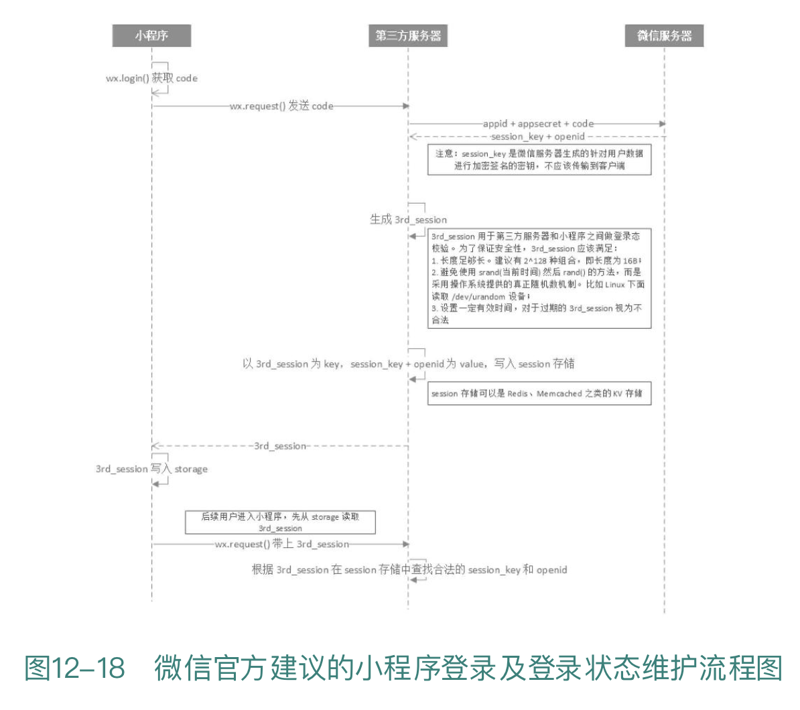 小程序
第三方服务器
微信服务器
wx.login() 获取 code
wx.request() 发送 code
appid + appsecret + code
session_key + openid
注意：session_key 是微信服务器生成的针对用户数据
进行加密签名的密钥，不应该传输到客户端
生成 3rd_session
3rd_session 用于第三方服务器和小程序之间做登录态
校验。为了保证安全性，3rd_session 应该满足：
1. 长度足够长。建议有 2^128 种组合，即长度为 16B；
2. 避免使用 srand(当前时间) 然后 rand() 的方法，而是
采用操作系统提供的真正随机数机制。比如 Linux 下面
读取 /dev/urandom 设备；
3. 设置一定有效时间，对于过期的 3rd_session 视为不
合法
以 3rd_session 为 key，session_key + openid 为 value，写入 session 存储
session 存储可以是 Redis、Memcached 之类的 KV 存储
3rd_session
3rd_session 写入 storage
后续用户进入小程序，先从 storage 读取
3rd_session
wx.request() 带上 3rd_session
根据 3rd_session 在 session 存储中查找合法的 session_key 和 openid
图12-18 微信官方建议的小程序登录及登录状态维护流程图